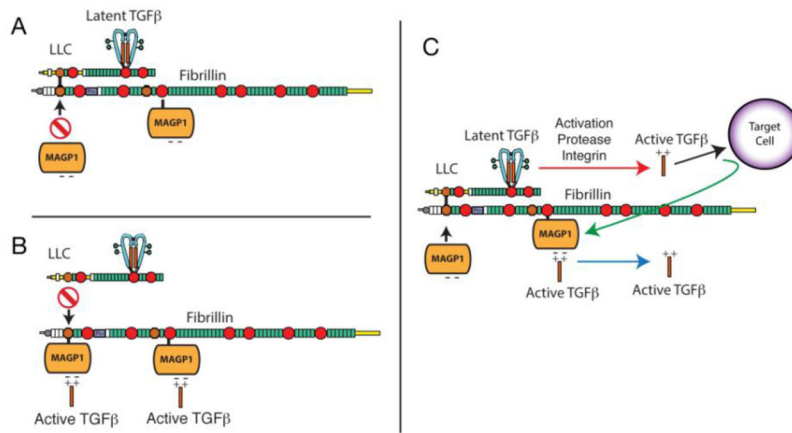 A
Latent TGFβ
LLC
Fibrillin
MAGP1
MAGP1
- -
- -
B
LLC
Fibrillin
MAGP1
MAGP1
- -
- -
++
++
Active TGFβ
Active TGFβ
C
Activation
Protease
Integrin
Latent TGFβ
Active TGFβ
++
Target
Cell
LLC
Fibrillin
MAGP1
MAGP1
- -
- -
++
++
Active TGFβ
Active TGFβ